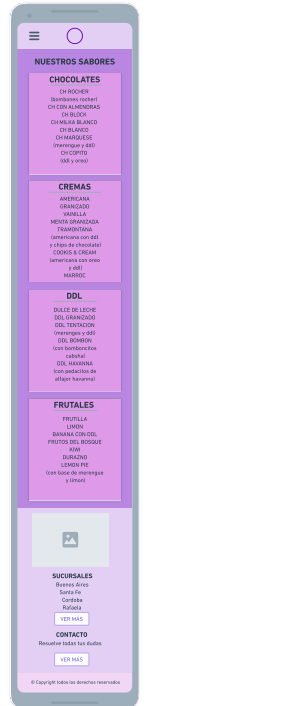 NUESTROS SABORES
CHOCOLATES
CH ROCHER
(bombones rocher)
CH CON ALMENDRAS
CH BLOCK
CH MILKA BLANCO
CH BLANCO
CH MARQUESE
(merengue y ddl)
CH COPITO
(ddl y oreo)
CREMAS
AMERICANA
GRANIZADO
VAINILLA
MENTA GRANIZADA
TRAMONTANA
(americana con ddl
y chips de chocolate)
COOKIS & CREAM
(americana con oreo
y ddl)
MARROC
DDL
DULCE DE LECHE
DDL GRANIZADO
DDL TENTACION
(merengea y ddl)
DDL BOMBON
(con bomboncitos
cabsha)
DDL HAVANNA
(con pedacitos de
alfajor havanna)
FRUTALES
FRUTILLA
LIMON
BANANA CON DDL
FRUTOS DEL BOSQUE
KIWI
DURAZNO
LEMON PIE
(con base de merengue
y limon)
SUCURSALES
Buenos Aires
Santa Fe
Cordoba
Rafaela
VER MÁS
CONTACTO
Resuelve todas tus dudas
VER MÁS
© Copyright todos los derechos reservados